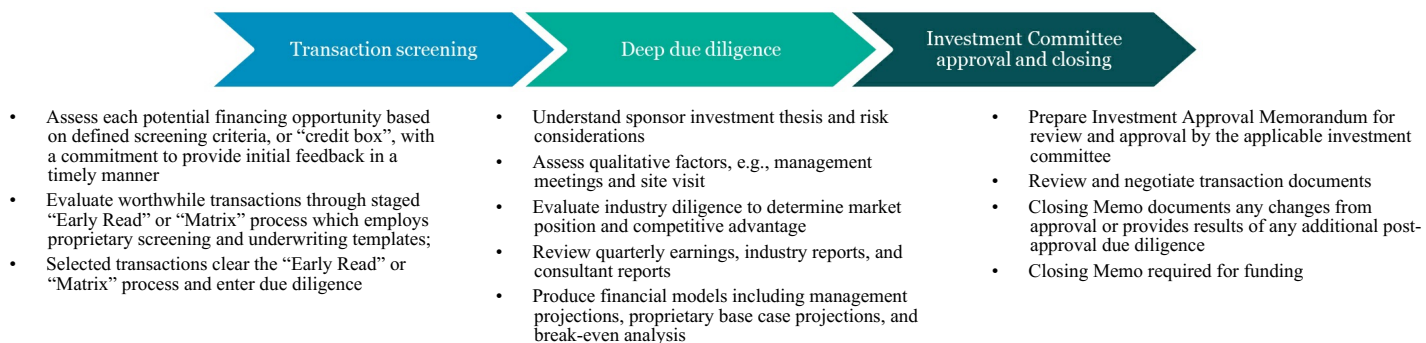 Transaction screening
Deep due diligence
Investment Committee
approval and closing
• Assess each potential financing opportunity based
on defined screening criteria, or “credit box”, with
a commitment to provide initial feedback in a
timely manner
• Evaluate worthwhile transactions through staged
“Early Read” or “Matrix” process which employs
proprietary screening and underwriting templates;
• Selected transactions clear the “Early Read” or
“Matrix” process and enter due diligence
• Understand sponsor investment thesis and risk
considerations
• Assess qualitative factors, e.g., management
meetings and site visit
• Evaluate industry diligence to determine market
position and competitive advantage
• Review quarterly earnings, industry reports, and
consultant reports
• Produce financial models including management
projections, proprietary base case projections, and
break-even analysis
• Prepare Investment Approval Memorandum for
review and approval by the applicable investment
committee
• Review and negotiate transaction documents
• Closing Memo documents any changes from
approval or provides results of any additional post-
approval due diligence
• Closing Memo required for funding